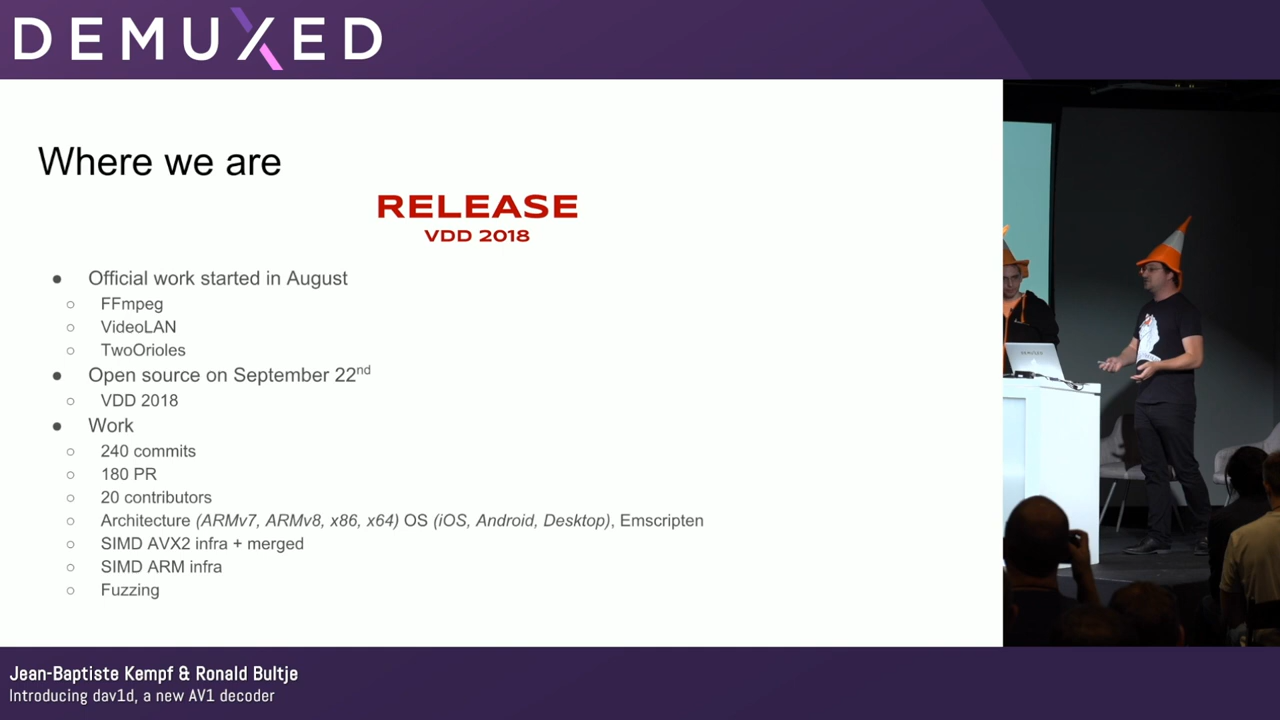 DEMUXED
Where we are
RELEASE
VDD 2018
● Official work started in August
○ FFmpeg
○ VideoLAN
○ TwoOrioles
● Open source on September 22nd
○ VDD 2018
● Work
○ 240 commits
○ 180 PR
○ 20 contributors
○ Architecture (ARMv7, ARMv8, x86, x64) OS (iOS, Android, Desktop), Emscripten
○ SIMD AVX2 infra + merged
○ SIMD ARM infra
○ Fuzzing
Jean-Baptiste Kempf & Ronald Bultje
Introducing dav1d, a new AV1 decoder